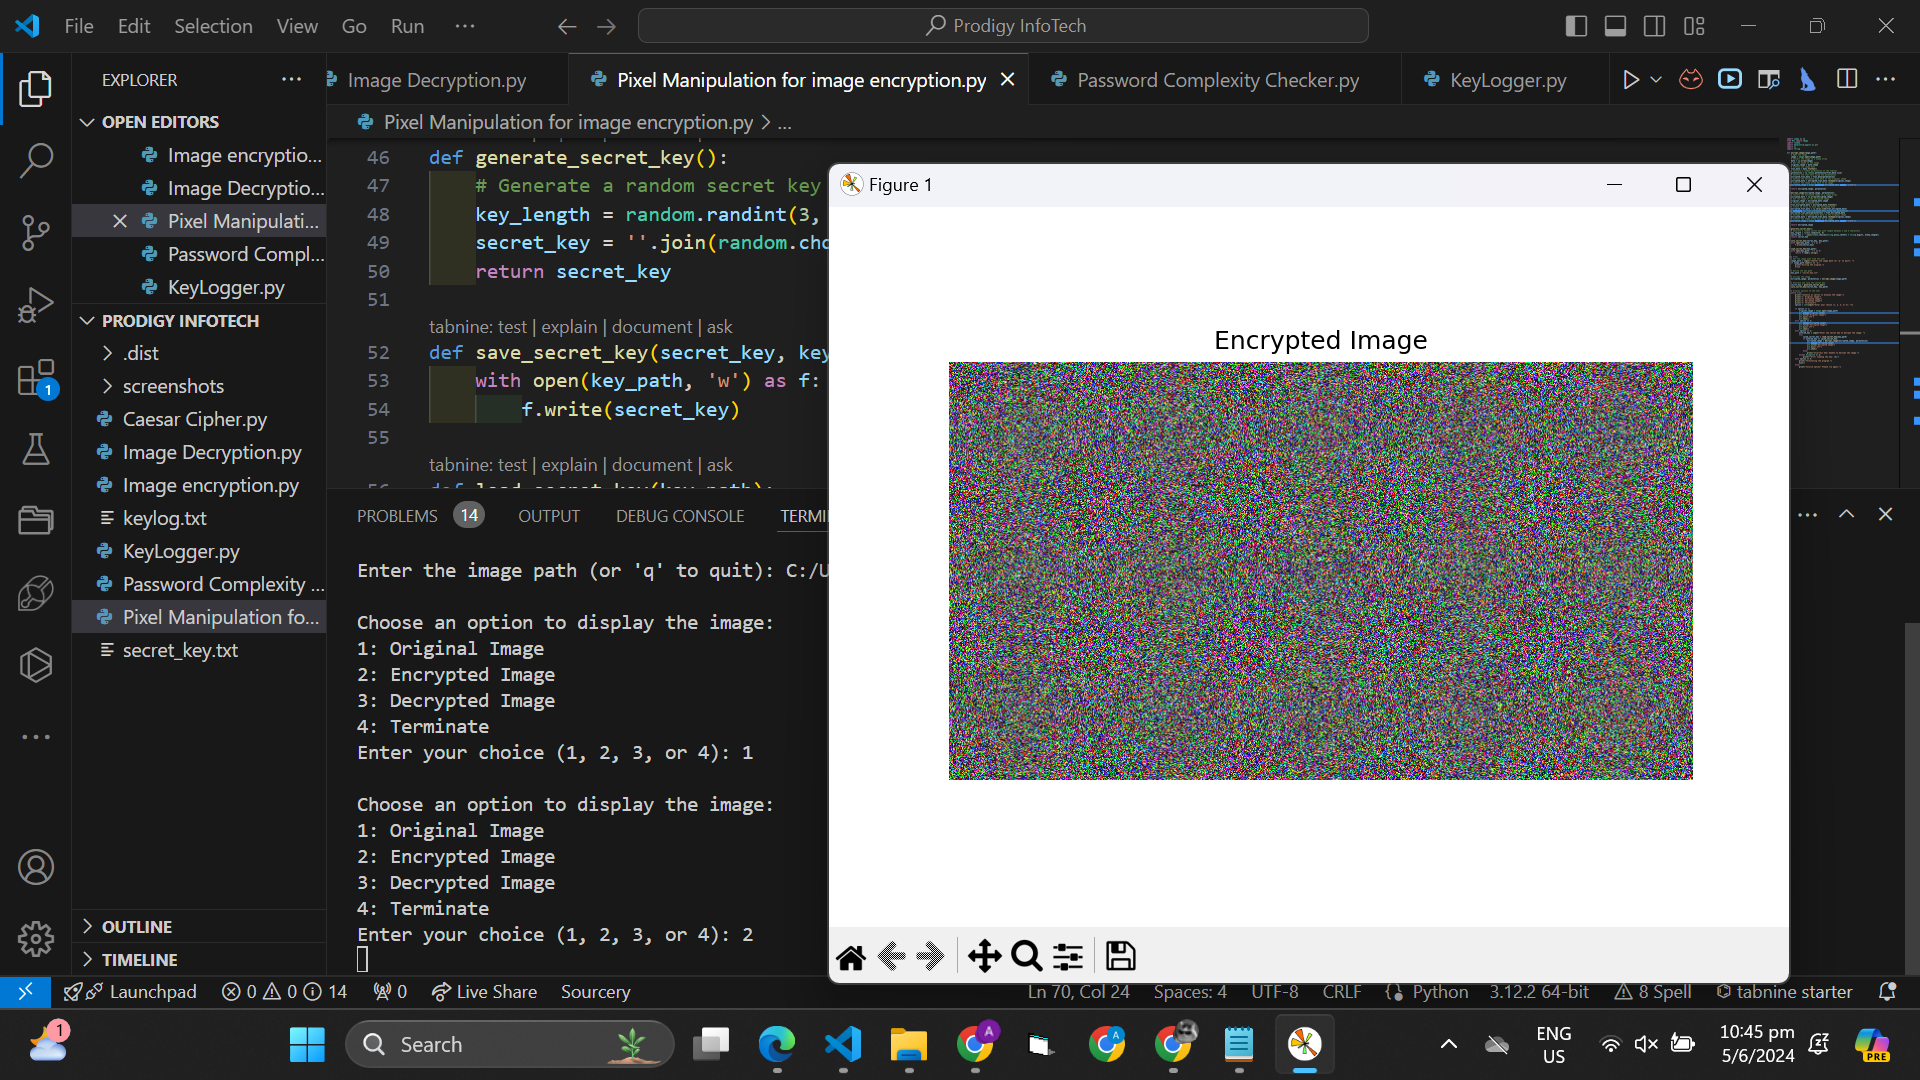 File Edit Selection View Go Run ...
Prodigy InfoTech
EXPLORER
Image Decryption.py
Pixel Manipulation for image encryption.py
Password Complexity Checker.py
KeyLogger.py
OPEN EDITORS
Image encryptio...
Image Decryptio...
Pixel Manipulati...
Password Compl...
KeyLogger.py
PRODIGY INFOTECH
.dist
screenshots
Caesar Cipher.py
Image Decryption.py
Image encryption.py
keylog.txt
KeyLogger.py
Password Complexity ...
Pixel Manipulation fo...
secret_key.txt
OUTLINE
TIMELINE
1
Pixel Manipulation for image encryption.py > ...
46 def generate_secret_key():
47 # Generate a random secret key
48 key_length = random.randint(3,
49 secret_key = ''.join(random.cho
50 return secret_key
51
tabnine: test | explain | document | ask
52 def save_secret_key(secret_key, key
53 with open(key_path, 'w') as f:
54 f.write(secret_key)
55
tabnine: test | explain | document | ask
PROBLEMS 14 OUTPUT DEBUG CONSOLE TERMI
Enter the image path (or 'q' to quit): C:/U
Choose an option to display the image:
1: Original Image
2: Encrypted Image
3: Decrypted Image
4: Terminate
Enter your choice (1, 2, 3, or 4): 1
Choose an option to display the image:
1: Original Image
2: Encrypted Image
3: Decrypted Image
4: Terminate
Enter your choice (1, 2, 3, or 4): 2
Figure 1
Encrypted Image
Launchpad 0 0 14 0 Live Share Sourcery
Ln 70, Col 24 Spaces: 4 UTF-8 CRLF {} Python 3.12.2 64-bit 8 Spell tabnine starter
1
Search
A
A
ENG
US
10:45 pm
5/6/2024
PRE